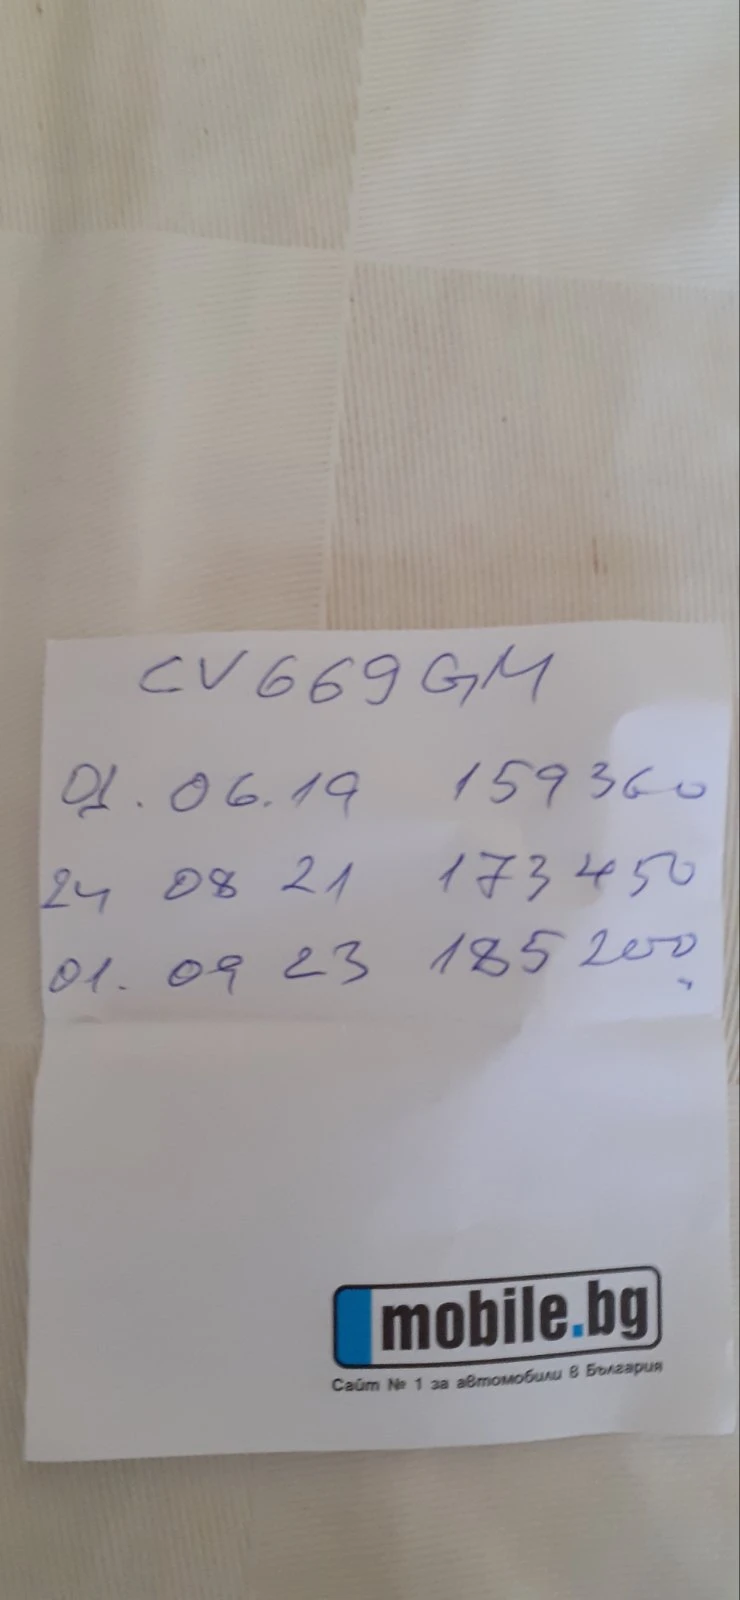 CV669GM
01.06.19 159360
24 08 21 173450
01.09 23 185200
mobile.bg
Сайт № 1 за автомобили в България